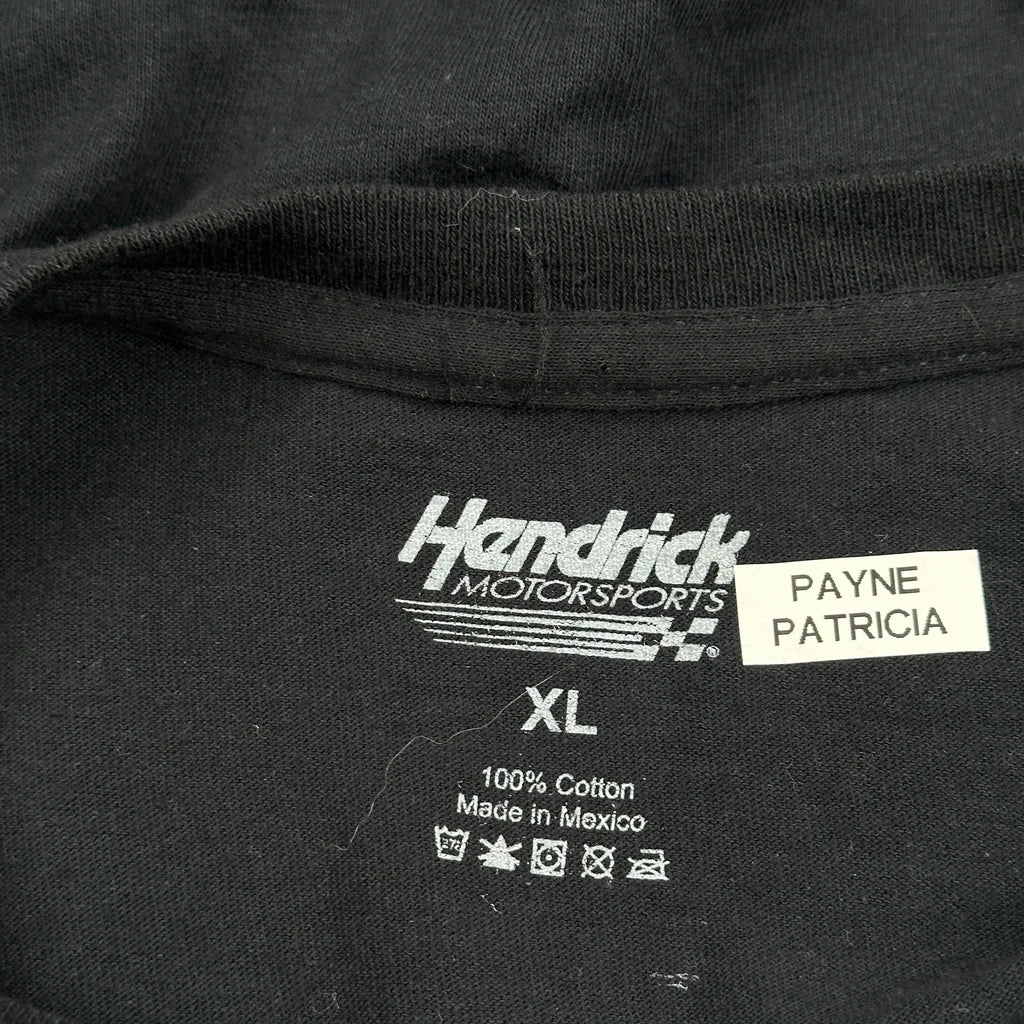 Hendrick
MOTORSPORTS
PAYNE
PATRICIA
XL
100% Cotton
Made in Mexico